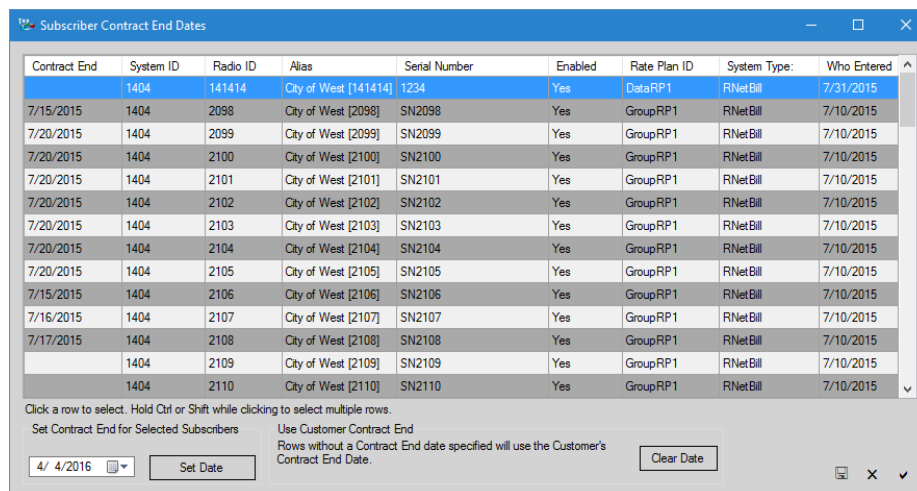 Subscriber Contract End Dates
Contract End System ID Radio ID Alias Serial Number Enabled Rate Plan ID System Type: Who Entered
1404 141414 City of West [141414] 1234 Yes DataRP1 RNetBill 7/31/2015
7/15/2015 1404 2098 City of West [2098] SN2098 Yes GroupRP1 RNetBill 7/10/2015
7/20/2015 1404 2099 City of West [2099] SN2099 Yes GroupRP1 RNetBill 7/10/2015
7/20/2015 1404 2100 City of West [2100] SN2100 Yes GroupRP1 RNetBill 7/10/2015
7/20/2015 1404 2101 City of West [2101] SN2101 Yes GroupRP1 RNetBill 7/10/2015
7/20/2015 1404 2102 City of West [2102] SN2102 Yes GroupRP1 RNetBill 7/10/2015
7/20/2015 1404 2103 City of West [2103] SN2103 Yes GroupRP1 RNetBill 7/10/2015
7/20/2015 1404 2104 City of West [2104] SN2104 Yes GroupRP1 RNetBill 7/10/2015
7/20/2015 1404 2105 City of West [2105] SN2105 Yes GroupRP1 RNetBill 7/10/2015
7/15/2015 1404 2106 City of West [2106] SN2106 Yes GroupRP1 RNetBill 7/10/2015
7/16/2015 1404 2107 City of West [2107] SN2107 Yes GroupRP1 RNetBill 7/10/2015
7/17/2015 1404 2108 City of West [2108] SN2108 Yes GroupRP1 RNetBill 7/10/2015
1404 2109 City of West [2109] SN2109 Yes GroupRP1 RNetBill 7/10/2015
1404 2110 City of West [2110] SN2110 Yes GroupRP1 RNetBill 7/10/2015
Click a row to select. Hold Ctrl or Shift while clicking to select multiple rows.
Set Contract End for Selected Subscribers
4/ 4/2016 Set Date
Use Customer Contract End
Rows without a Contract End date specified will use the Customer's
Contract End Date.
Clear Date